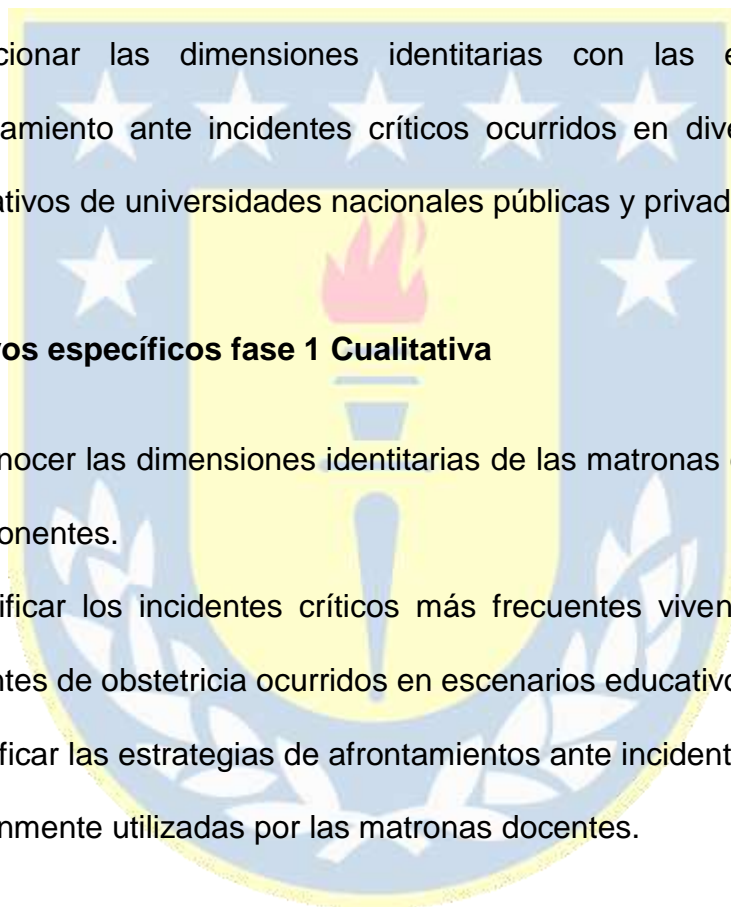 cionar las dimensiones identitarias con las e
amiento ante incidentes críticos ocurridos en dive
ativos de universidades nacionales públicas y privad
vos específicos fase 1 Cualitativa
nocer las dimensiones identitarias de las matronas
onentes.
ificar los incidentes críticos más frecuentes viven
ntes de obstetricia ocurridos en escenarios educativo
ificar las estrategias de afrontamientos ante incident
nmente utilizadas por las matronas docentes.